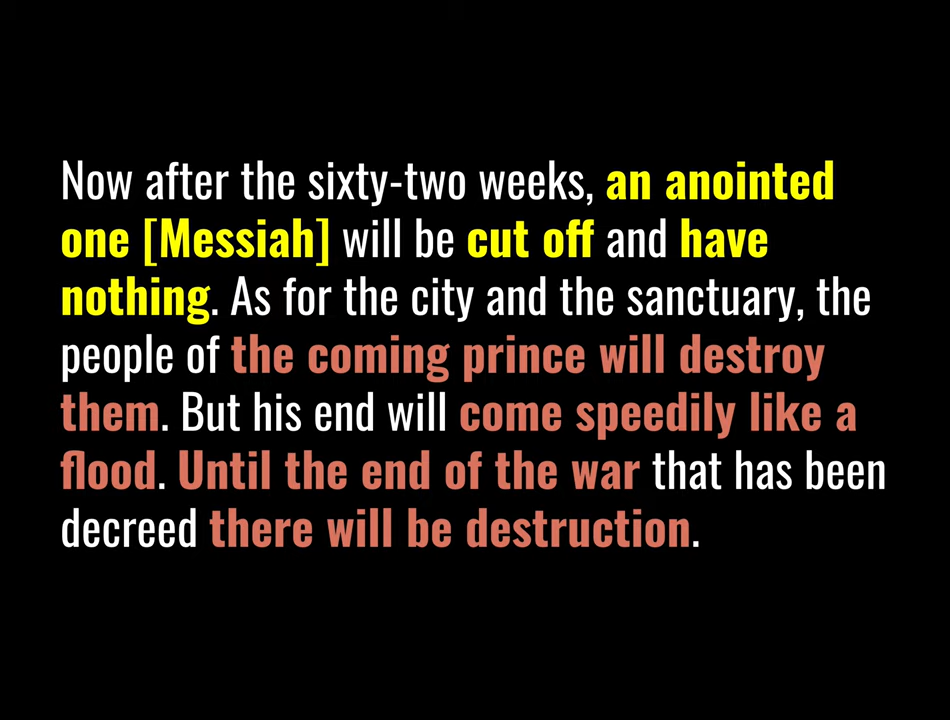 Now after the sixty-two weeks, an anointed
one [Messiah] will be cut off and have
nothing. As for the city and the sanctuary, the
people of the coming prince will destroy
them. But his end will come speedily like a
flood. Until the end of the war that has been
decreed there will be destruction.